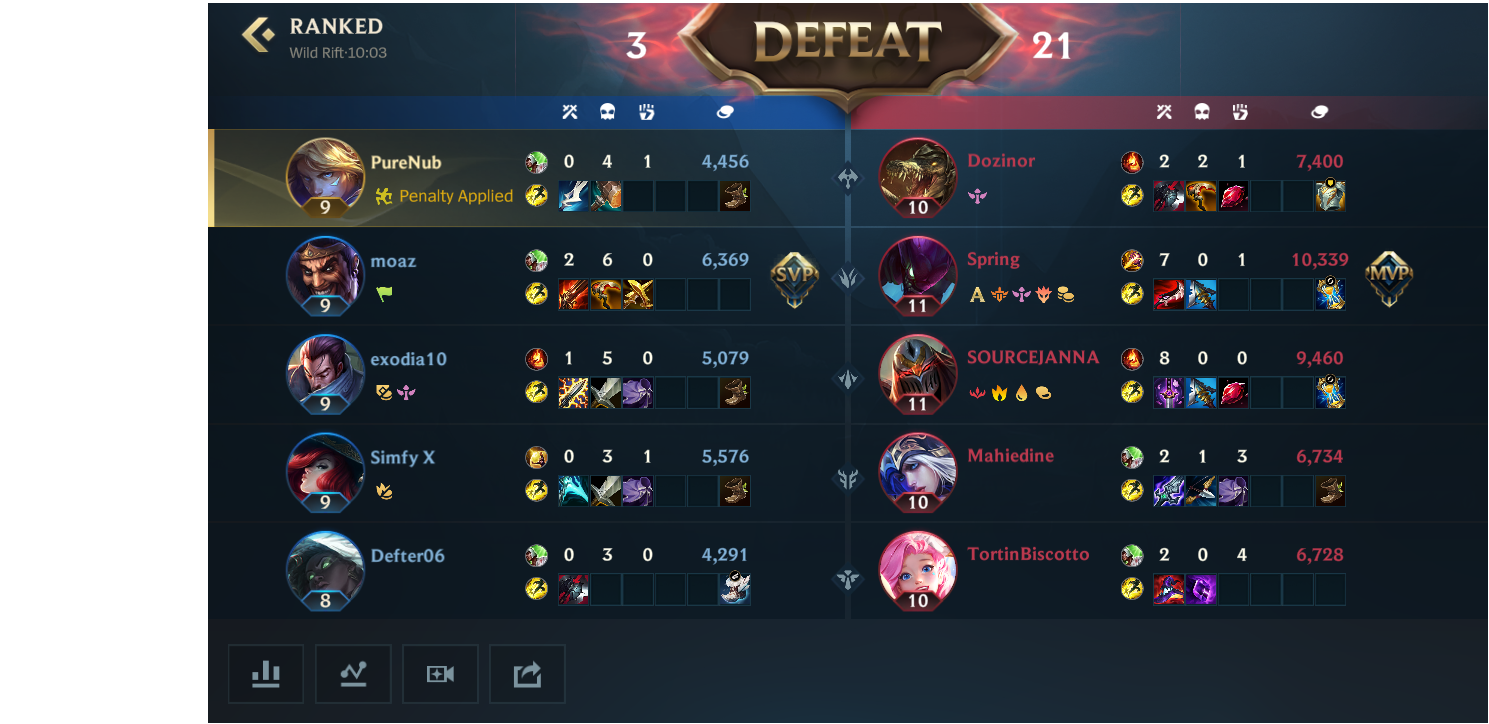 RANKED
Wild Rift·10:03
3 DEFEAT 21
PureNub 0 4 1 4,456
Penalty Applied
9
Dozinor 2 2 1 7,400
10
moaz 2 6 0 6,369
SVP
9
Spring 7 0 1 10,339
A
MVP
11
exodia10 1 5 0 5,079
9
SOURCEJANNA 8 0 0 9,460
11
Simfy X 0 3 1 5,576
9
Mahiedine 2 1 3 6,734
10
Defter06 0 3 0 4,291
8
TortinBiscotto 2 0 4 6,728
10